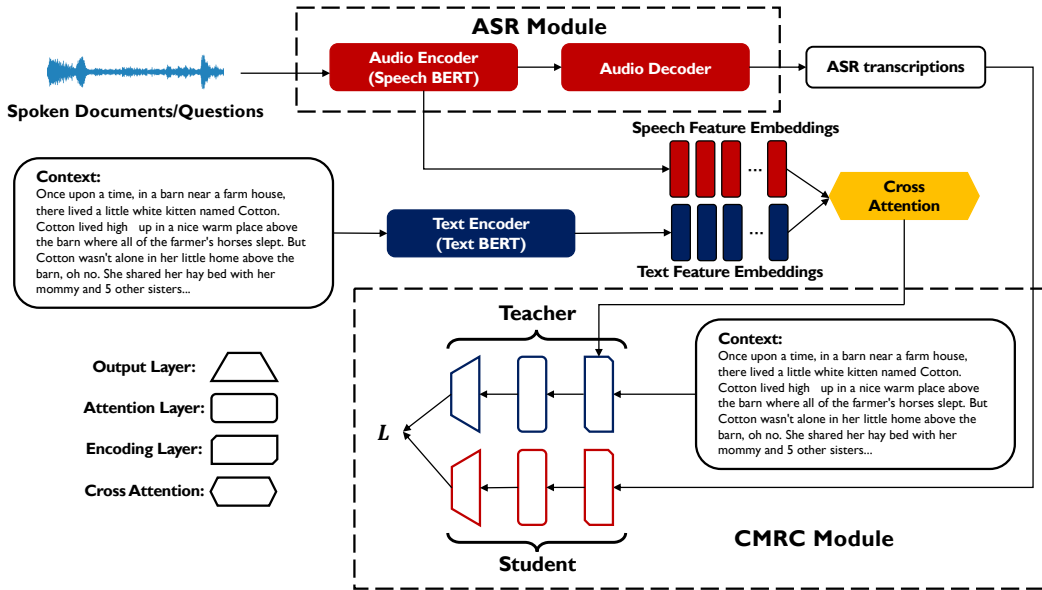 ASR Module
Audio Encoder
(Speech BERT)
Audio Decoder
ASR transcriptions
Spoken Documents/Questions
Speech Feature Embeddings
...
Cross
Attention
Context:
Once upon a time, in a barn near a farm house,
there lived a little white kitten named Cotton.
Cotton lived high up in a nice warm place above
the barn where all of the farmer's horses slept. But
Cotton wasn't alone in her little home above the
barn, oh no. She shared her hay bed with her
mommy and 5 other sisters...
Text Encoder
(Text BERT)
...
Text Feature Embeddings
Teacher
Context:
Once upon a time, in a barn near a farm house,
there lived a little white kitten named Cotton.
Cotton lived high up in a nice warm place above
the barn where all of the farmer's horses slept. But
Cotton wasn't alone in her little home above the
barn, oh no. She shared her hay bed with her
mommy and 5 other sisters...
L
Student
CMRC Module
Output Layer:
Attention Layer:
Encoding Layer:
Cross Attention: